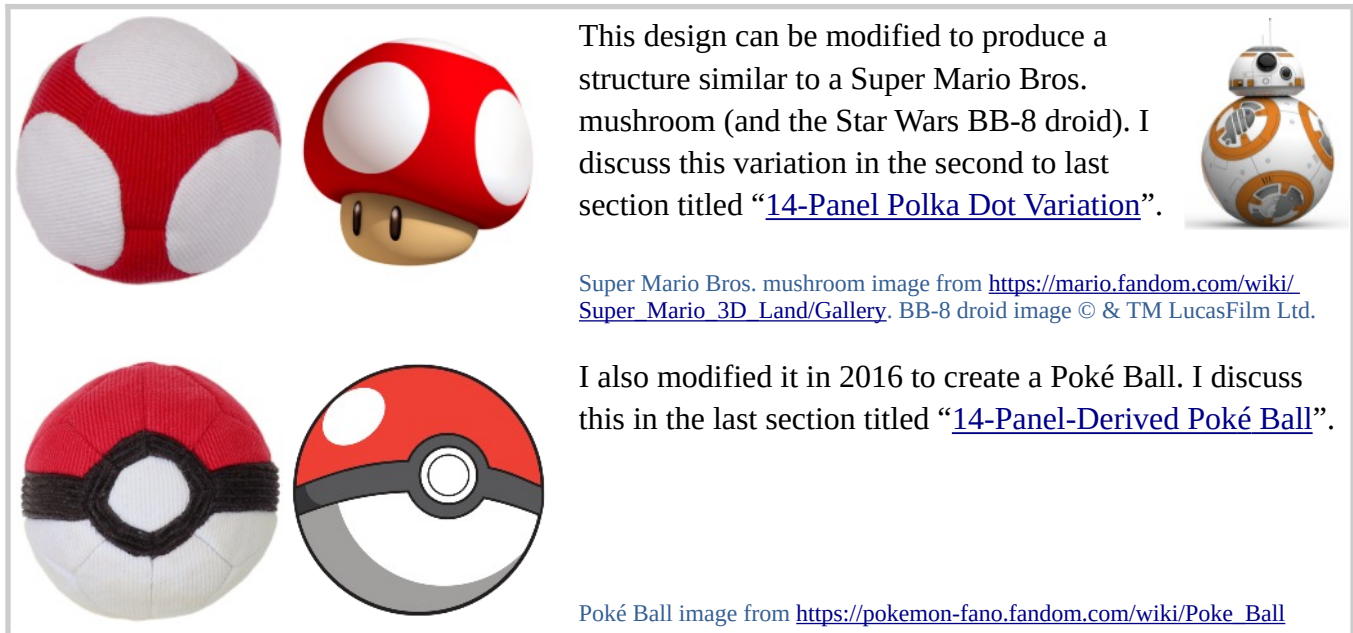 This design can be modified to produce a
structure similar to a Super Mario Bros.
mushroom (and the Star Wars BB-8 droid). I
discuss this variation in the second to last
section titled “14-Panel Polka Dot Variation”.
Super Mario Bros. mushroom image from https://mario.fandom.com/wiki/
Super_Mario_3D_Land/Gallery. BB-8 droid image © & TM LucasFilm Ltd.
I also modified it in 2016 to create a Poké Ball. I discuss
this in the last section titled “14-Panel-Derived Poké Ball”.
Poké Ball image from https://pokemon-fano.fandom.com/wiki/Poke_Ball